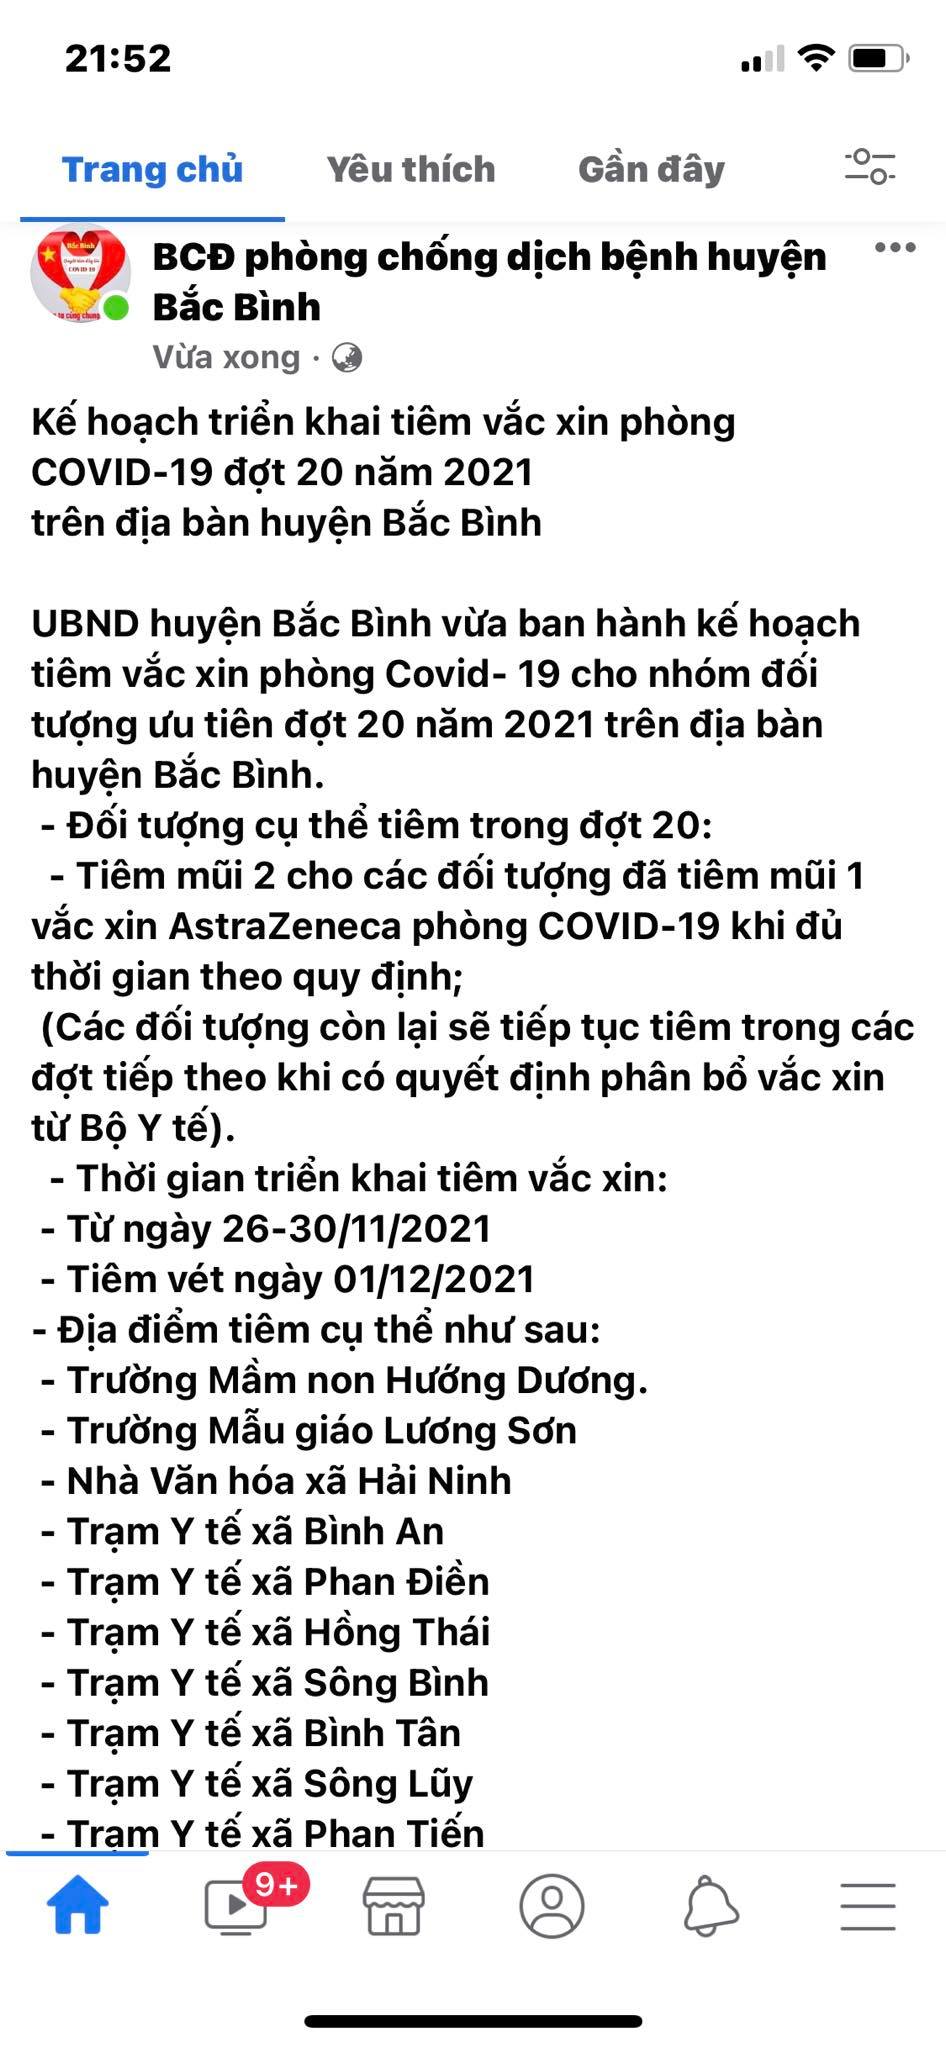 21:52
Trang chủ
Yêu thích
Gần đây
Bắc Bình
COVID-19
BCĐ phòng chống dịch bệnh huyện
Bắc Bình
Vừa xong ·
Kế hoạch triển khai tiêm vắc xin phòng
COVID-19 đợt 20 năm 2021
trên địa bàn huyện Bắc Bình
UBND huyện Bắc Bình vừa ban hành kế hoạch
tiêm vắc xin phòng Covid- 19 cho nhóm đối
tượng ưu tiên đợt 20 năm 2021 trên địa bàn
huyện Bắc Bình.
- Đối tượng cụ thể tiêm trong đợt 20:
- Tiêm mũi 2 cho các đối tượng đã tiêm mũi 1
vắc xin AstraZeneca phòng COVID-19 khi đủ
thời gian theo quy định;
(Các đối tượng còn lại sẽ tiếp tục tiêm trong các
đợt tiếp theo khi có quyết định phân bổ vắc xin
từ Bộ Y tế).
- Thời gian triển khai tiêm vắc xin:
- Từ ngày 26-30/11/2021
- Tiêm vét ngày 01/12/2021
- Địa điểm tiêm cụ thể như sau:
- Trường Mầm non Hướng Dương.
- Trường Mẫu giáo Lương Sơn
- Nhà Văn hóa xã Hải Ninh
- Trạm Y tế xã Bình An
- Trạm Y tế xã Phan Điền
- Trạm Y tế xã Hồng Thái
- Trạm Y tế xã Sông Bình
- Trạm Y tế xã Bình Tân
- Trạm Y tế xã Sông Lũy
- Trạm Y tế xã Phan Tiến
9+